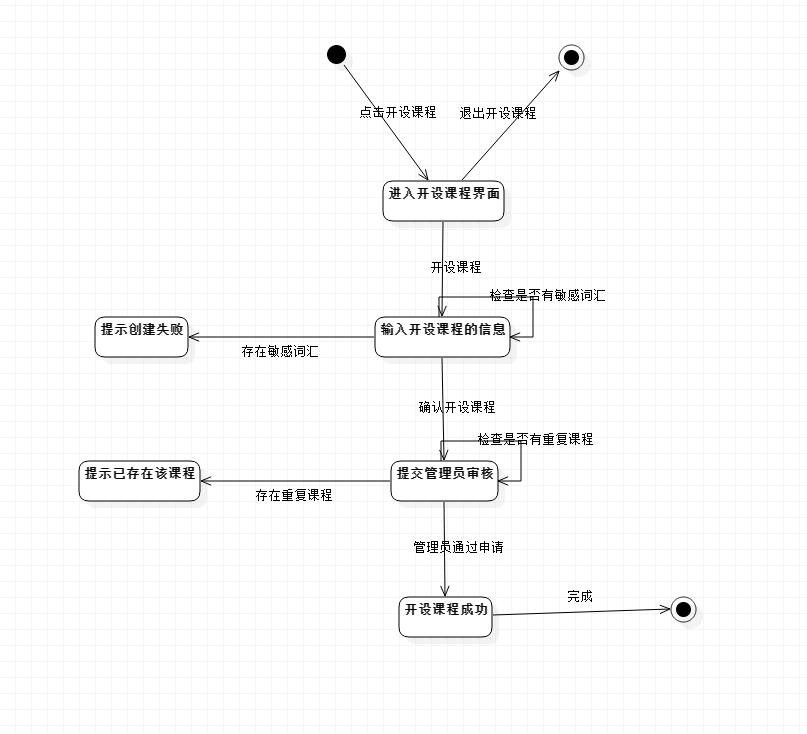 点击开设课程
退出开设课程
进入开设课程界面
开设课程
检查是否有敏感词汇
提示创建失败
输入开设课程的信息
存在敏感词汇
确认开设课程
检查是否有重复课程
提示已存在该课程
提交管理员审核
存在重复课程
管理员通过申请
完成
开设课程成功